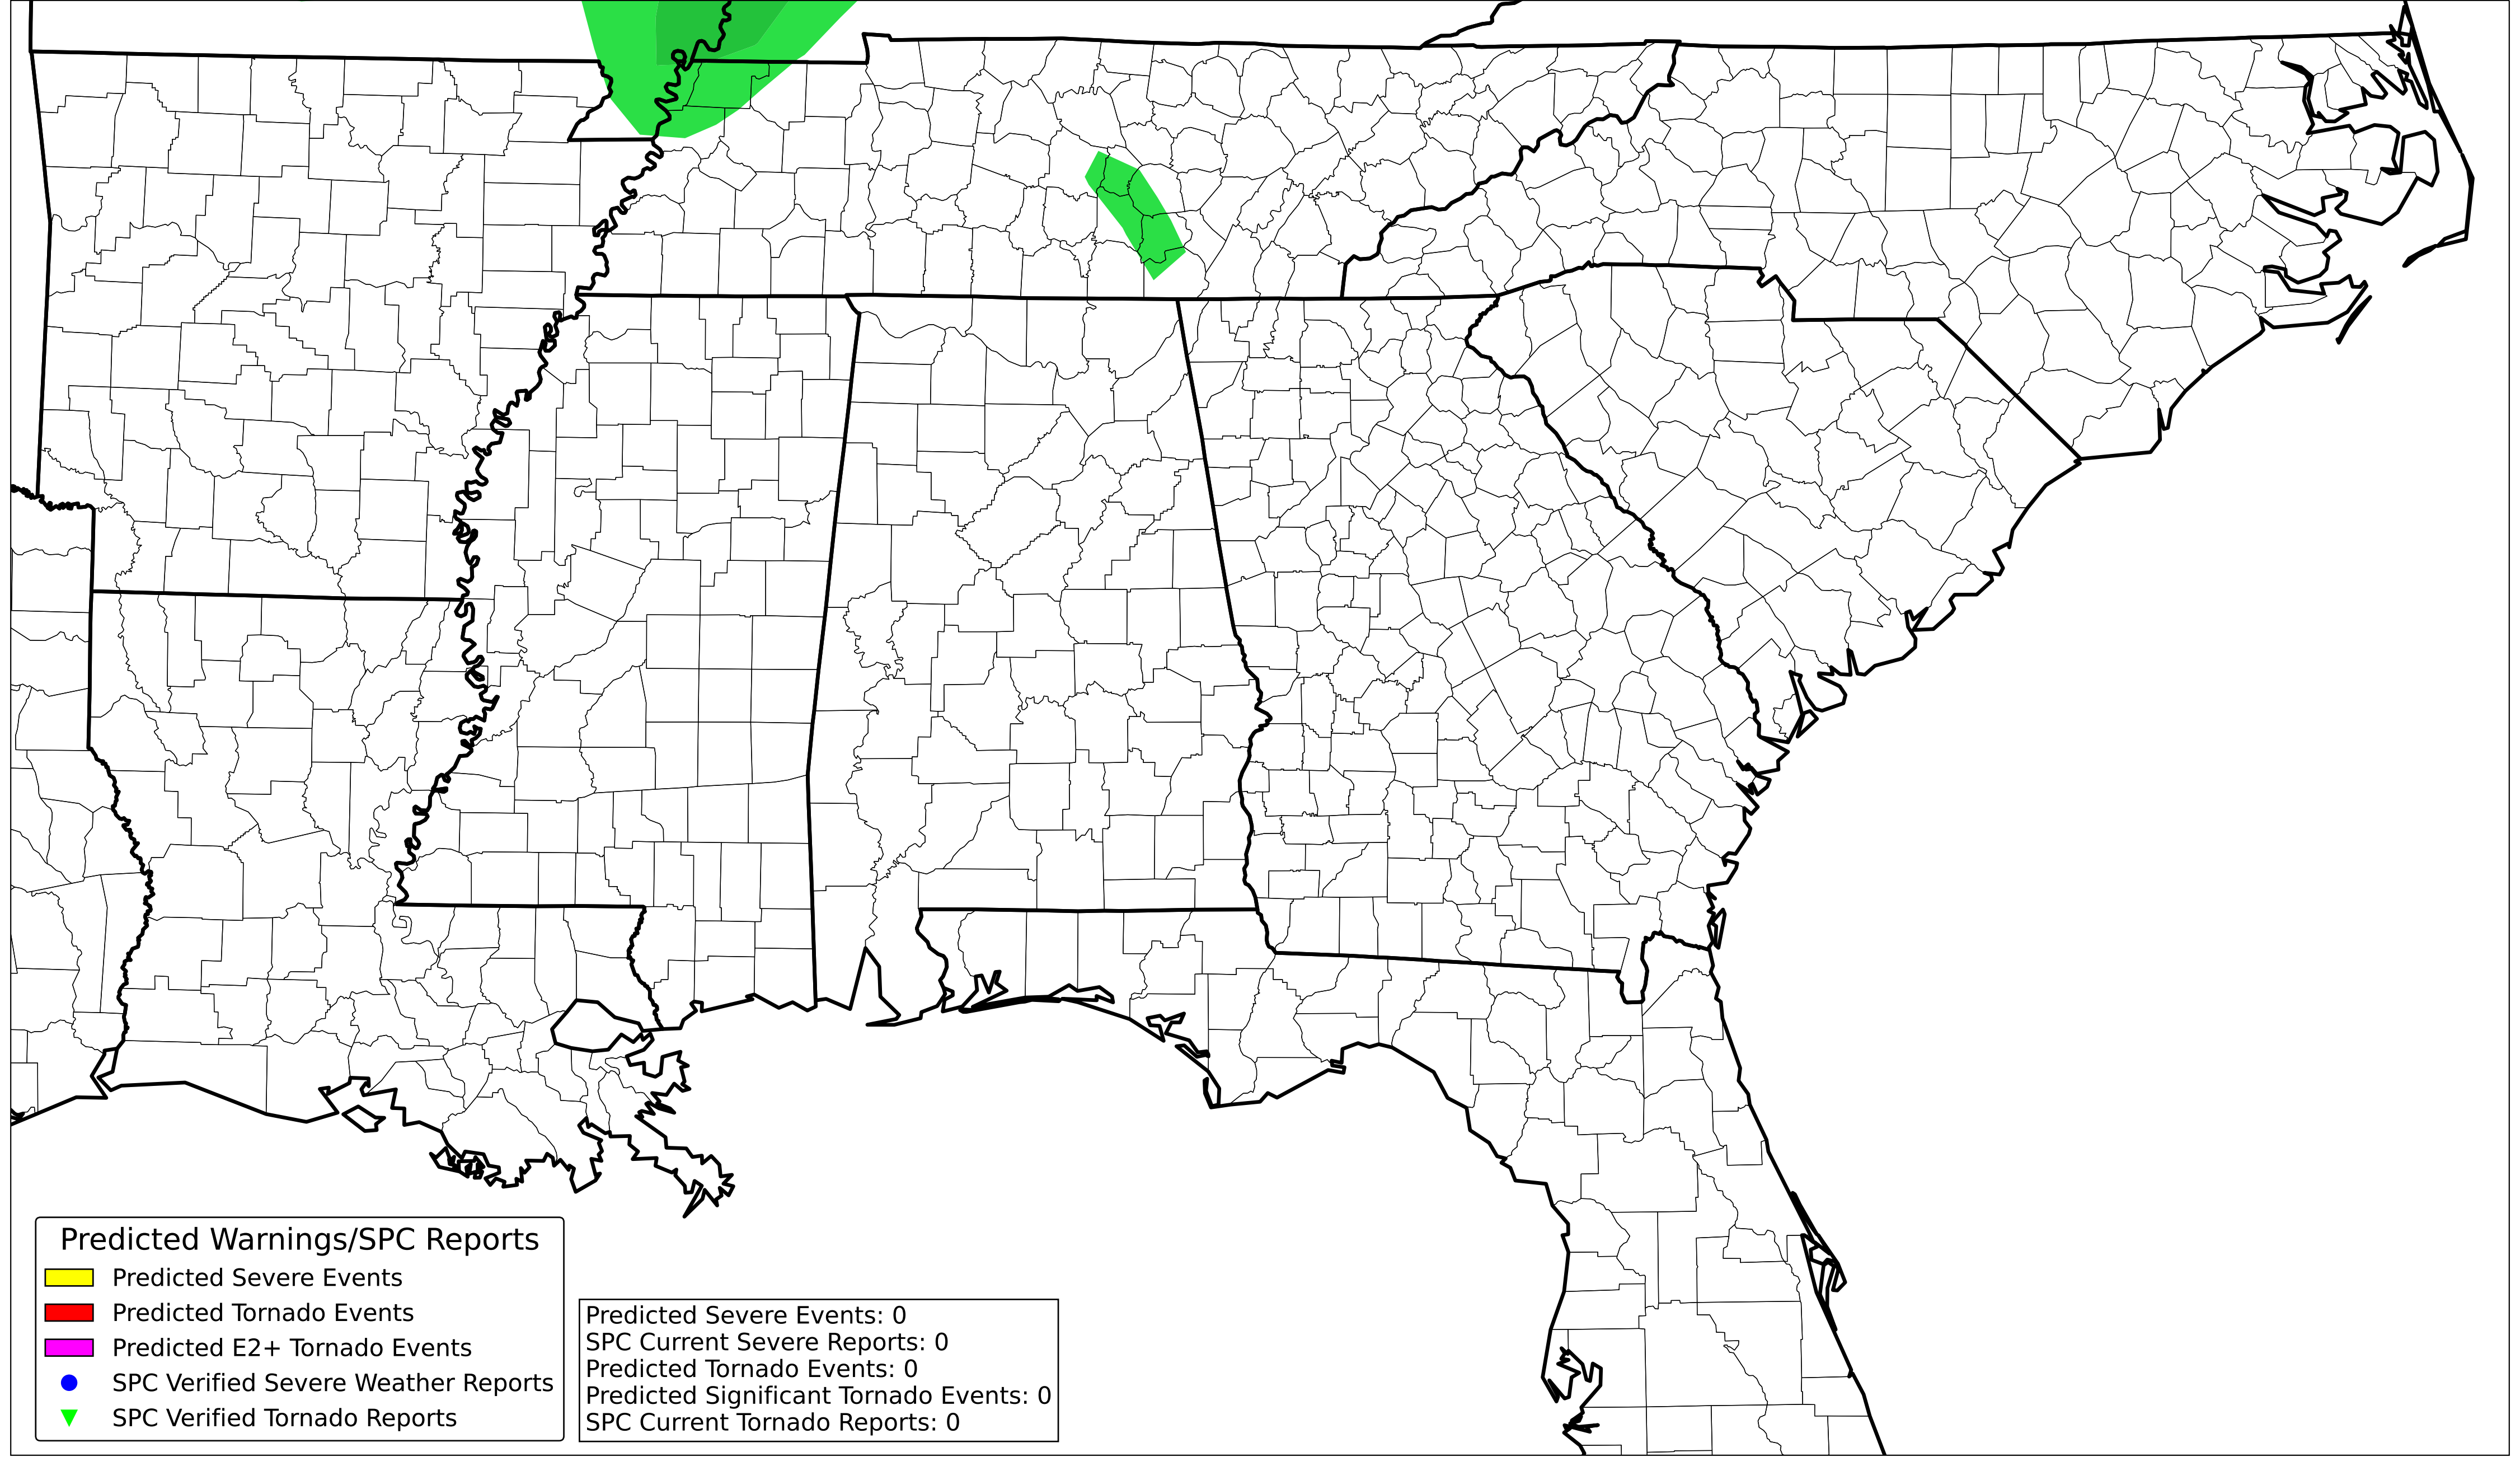 Predicted Warnings/SPC Reports
Predicted Severe Events
Predicted Tornado Events
Predicted E2+ Tornado Events
SPC Verified Severe Weather Reports
SPC Verified Tornado Reports
Predicted Severe Events: 0
SPC Current Severe Reports: 0
Predicted Tornado Events: 0
Predicted Significant Tornado Events: 0
SPC Current Tornado Reports: 0